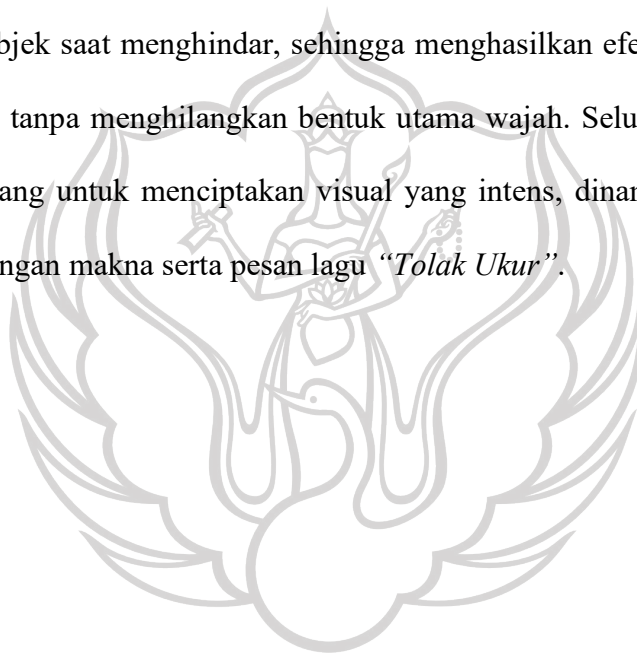 bjek saat menghindar, sehingga menghasilkan efe
tanpa menghilangkan bentuk utama wajah. Selu
ang untuk menciptakan visual yang intens, dinar
ngan makna serta pesan lagu “Tolak Ukur”.